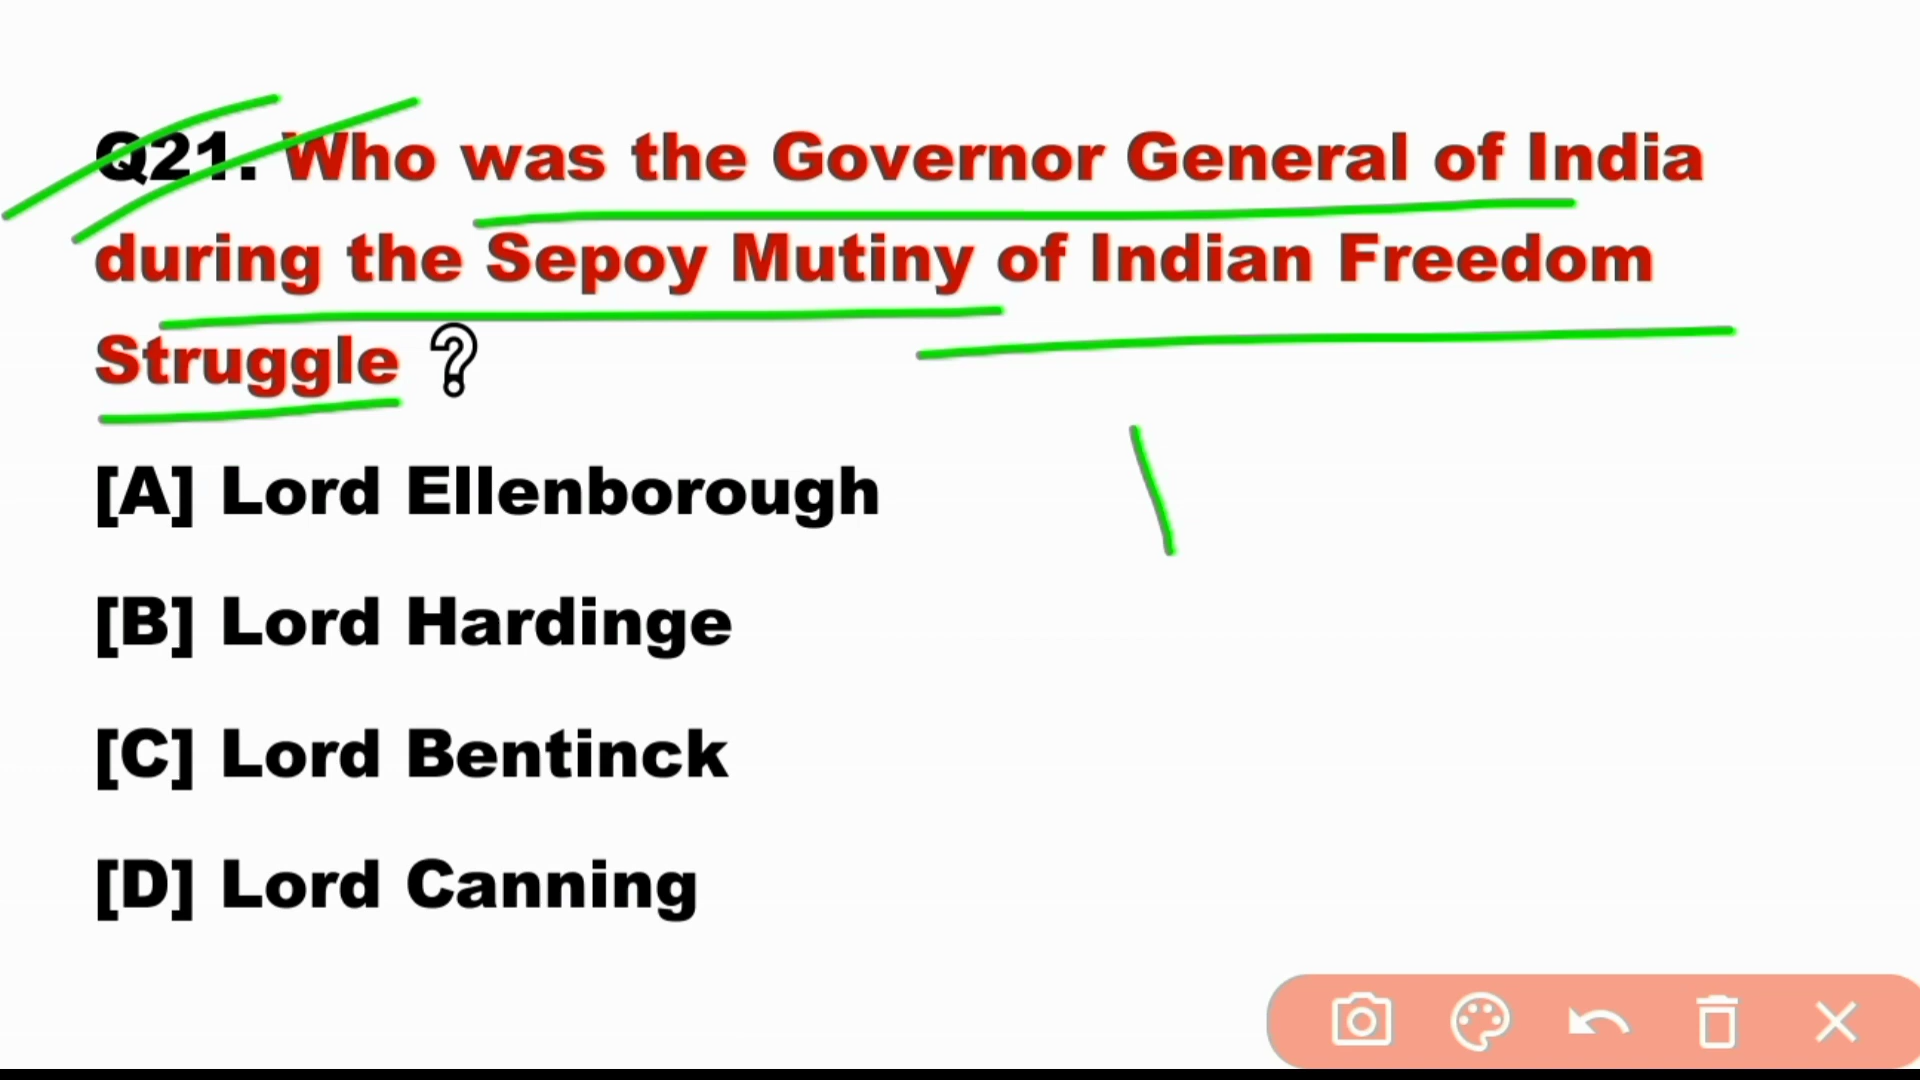 Q21. Who was the Governor General of India
during the Sepoy Mutiny of Indian Freedom
Struggle ?
[A] Lord Ellenborough
[B] Lord Hardinge
[C] Lord Bentinck
[D] Lord Canning